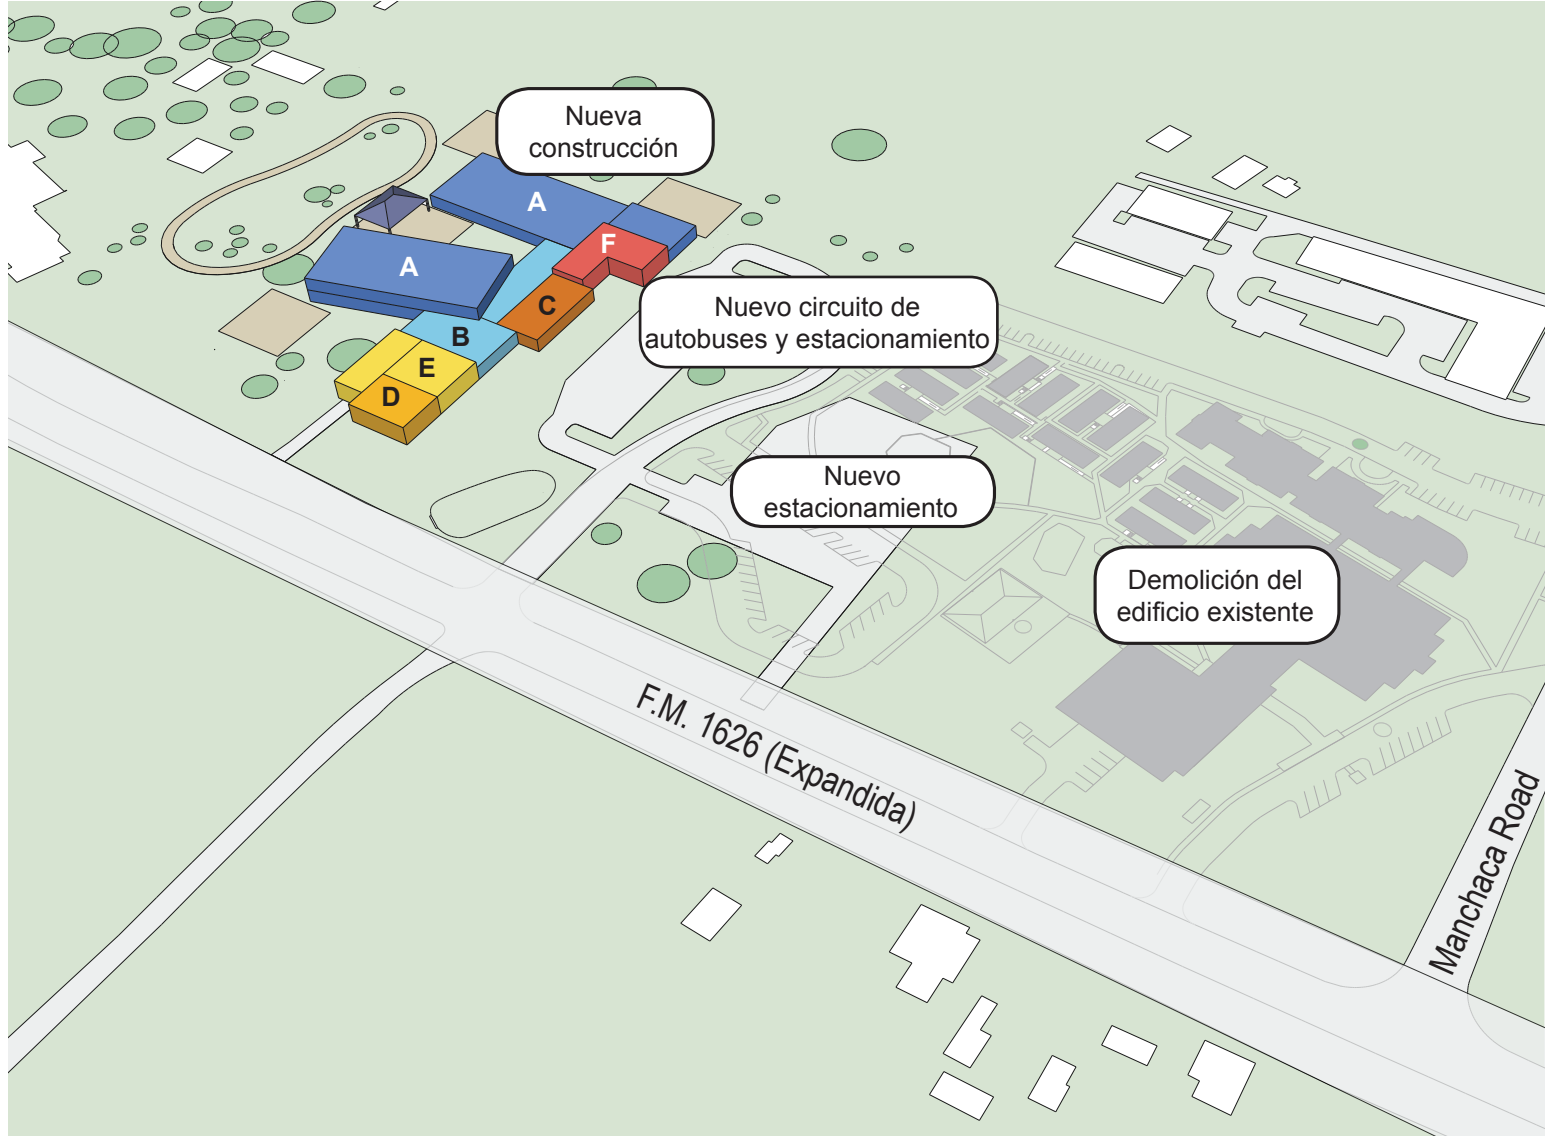 Nueva
construcción
A
A
F
C
B
E
D
Nuevo circuito de
autobuses y estacionamiento
Nuevo
estacionamiento
Demolición del
edificio existente
F.M. 1626 (Expandida)
Manchaca Road